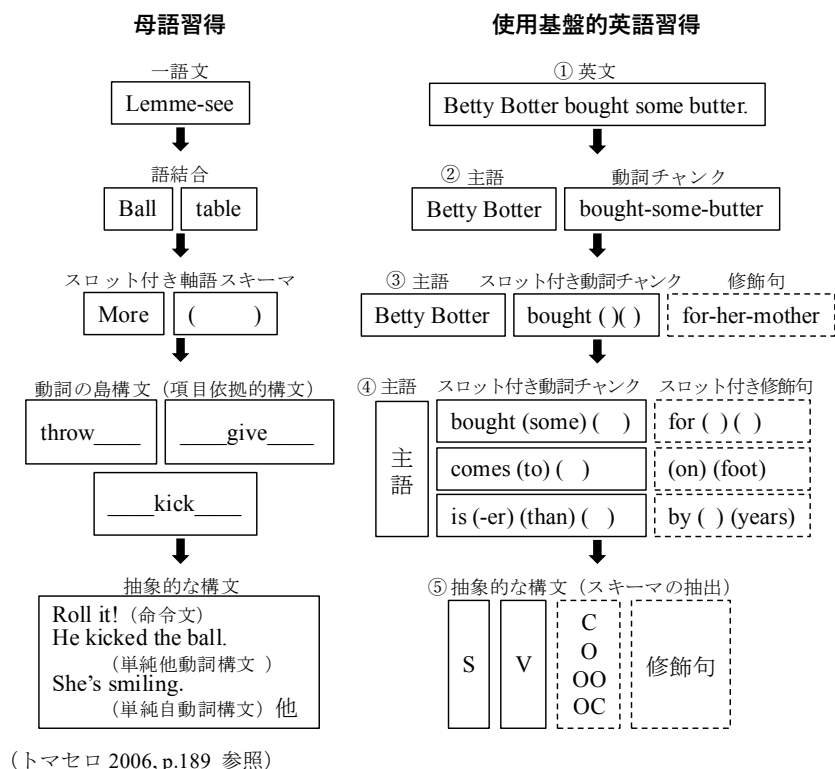 母語習得
一語文
Lemme-see
語結合
Ball table
スロット付き軸語スキーマ
More ( )
動詞の島構文（項目依拠的構文）
throw____ ____give____
____kick____
抽象的な構文
Roll it!（命令文）
He kicked the ball.
（単純他動詞構文 ）
She's smiling.
（単純自動詞構文）他
（トマセロ 2006, p.189 参照）
使用基盤的英語習得
① 英文
Betty Botter bought some butter.
② 主語 動詞チャンク
Betty Botter bought-some-butter
③ 主語 スロット付き動詞チャンク 修飾句
Betty Botter bought ( )( ) for-her-mother
④ 主語 スロット付き動詞チャンク スロット付き修飾句
主語
bought (some) ( ) for ( ) ( )
comes (to) ( ) (on) (foot)
is (-er) (than) ( ) by ( ) (years)
⑤ 抽象的な構文（スキーマの抽出）
S V
C
O
OO
OC
修飾句